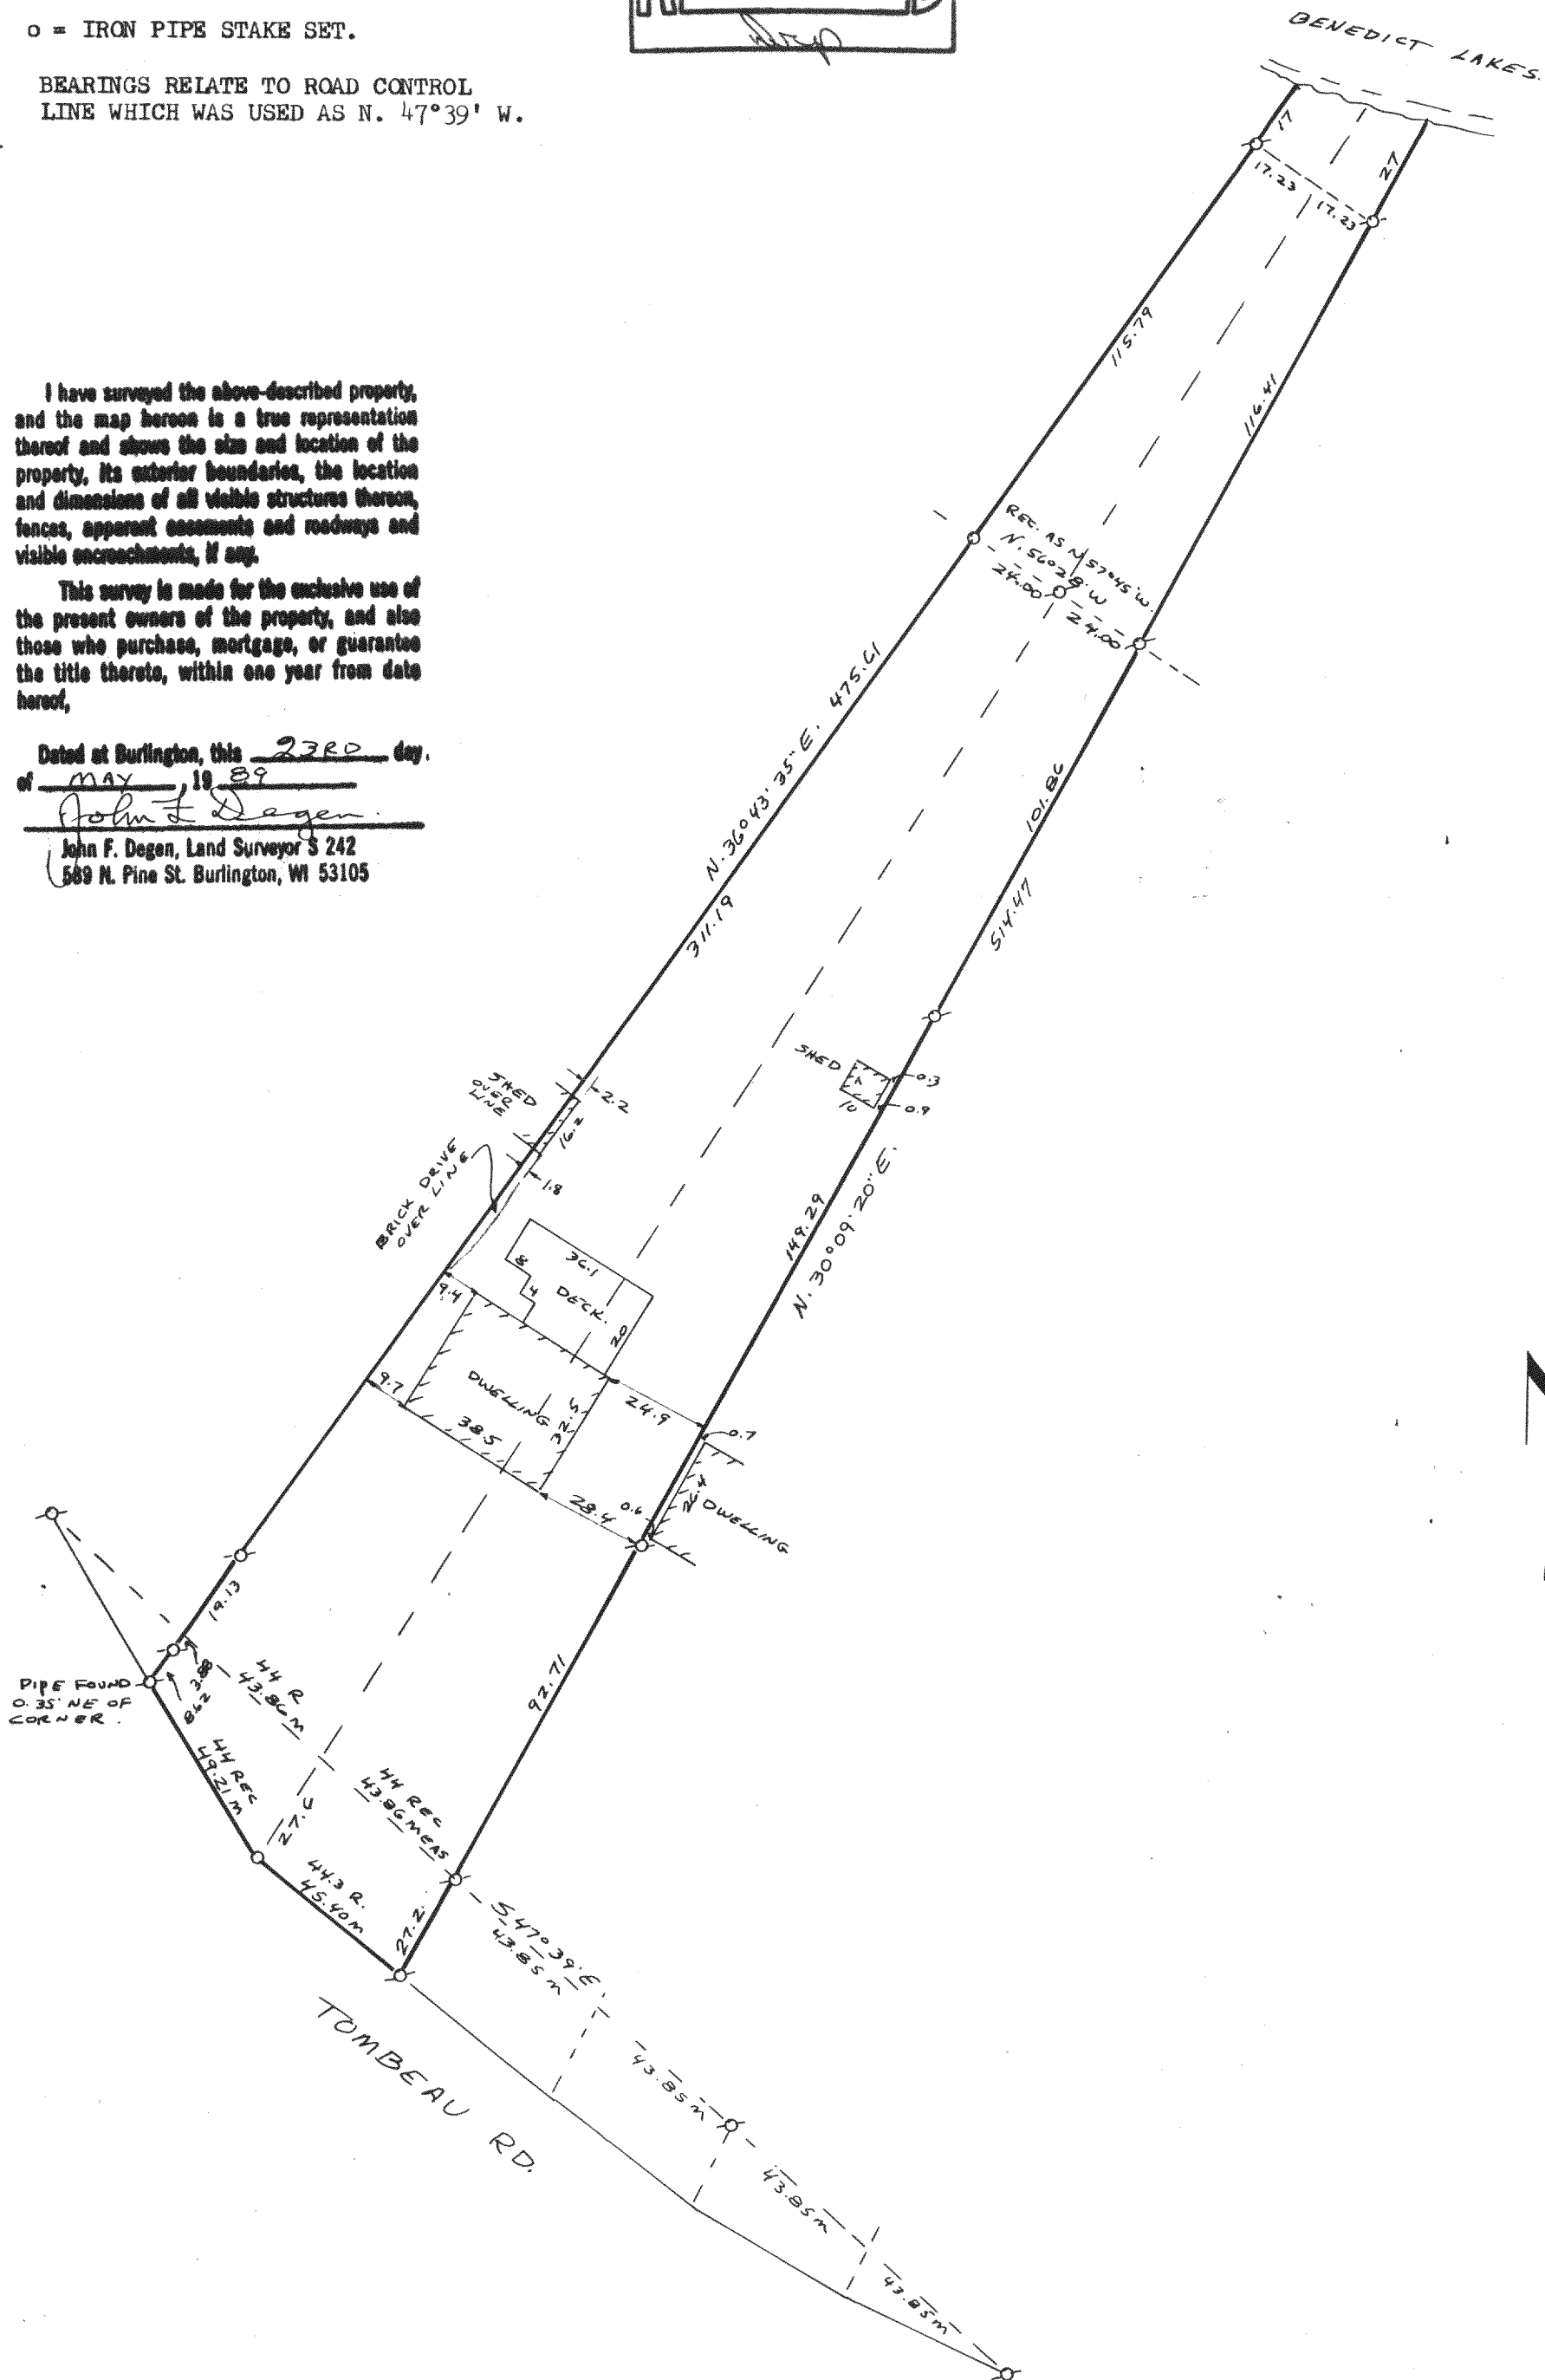 o = IRON PIPE STAKE SET.
BEARINGS RELATE TO ROAD CONTROL
LINE WHICH WAS USED AS N. 47°39' W.
BENEDICT LAKES.
17
17.23
17.23
27
115.79
116.41
REC. AS N 57°45' W.
N. 56°28' W
24.00
24.00
I have surveyed the above-described property,
and the map hereon is a true representation
thereof and shows the size and location of the
property, its exterior boundaries, the location
and dimensions of all visible structures thereon,
fences, apparent easements and roadways and
visible encroachments, if any.
This survey is made for the exclusive use of
the present owners of the property, and also
those who purchase, mortgage, or guarantee
the title thereto, within one year from date
hereof,
Dated at Burlington, this 23RD day.
of MAY, 19 89
John F Degen.
John F. Degen, Land Surveyor S 242
589 N. Pine St. Burlington, WI 53105
N. 36° 43' 35" E. 475.61
311.19
101.86
514.47
SHED
7
10
0.3
0.9
SHED
OVER
LINE
2.2
16.2
1.8
BRICK DRIVE
OVER LINE
149.29
N. 30° 09' 20" E.
36.1
8
4
DECK.
20
9.4
9.7
DWELLING
32.5
38.5
24.9
28.4
0.7
0.6
26.4
DWELLING
19.13
3.88
8.62
PIPE FOUND
0.35' NE OF
CORNER.
44 R
43.86 m
44 REC
49.21 m
44 REC
43.86 MEAS
92.71
27.6
44.3 R.
45.40 m
27.2
S 47° 39' E.
43.85 m
43.85 m
43.85 m
43.85 m
TOMBEAU RD.